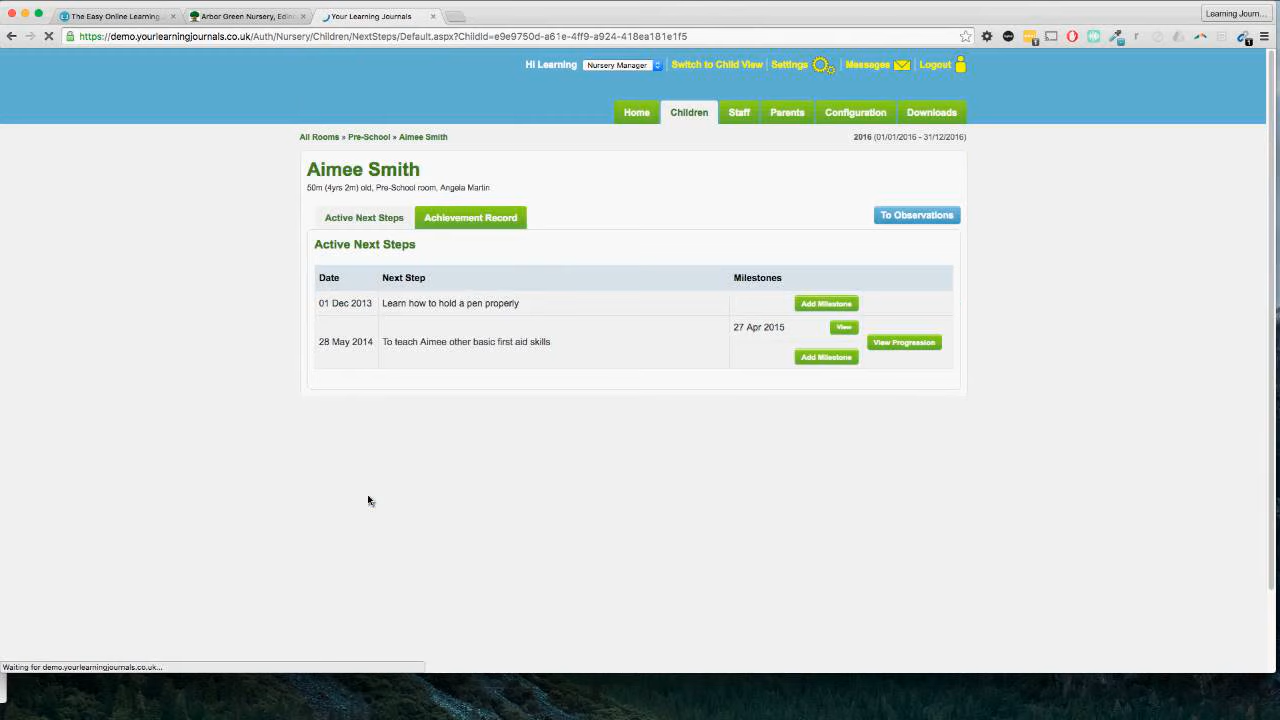 The Easy Online Learning
Arbor Green Nursery, Edin
Your Learning Journals
Learning Journ...
https://demo.yourlearningjournals.co.uk/Auth/Nursery/Children/NextSteps/Default.aspx?ChildId=e9e9750d-a61e-4ff9-a924-418ea181e1f5
Hi Learning Nursery Manager Switch to Child View Settings Messages Logout
Home Children Staff Parents Configuration Downloads
All Rooms » Pre-School » Aimee Smith 2016 (01/01/2016 - 31/12/2016)
Aimee Smith
50m (4yrs 2m) old, Pre-School room, Angela Martin
Active Next Steps Achievement Record To Observations
Active Next Steps
Date Next Step Milestones
01 Dec 2013 Learn how to hold a pen properly Add Milestone
27 Apr 2015 View
28 May 2014 To teach Aimee other basic first aid skills View Progression
Add Milestone
Waiting for demo.yourlearningjournals.co.uk...